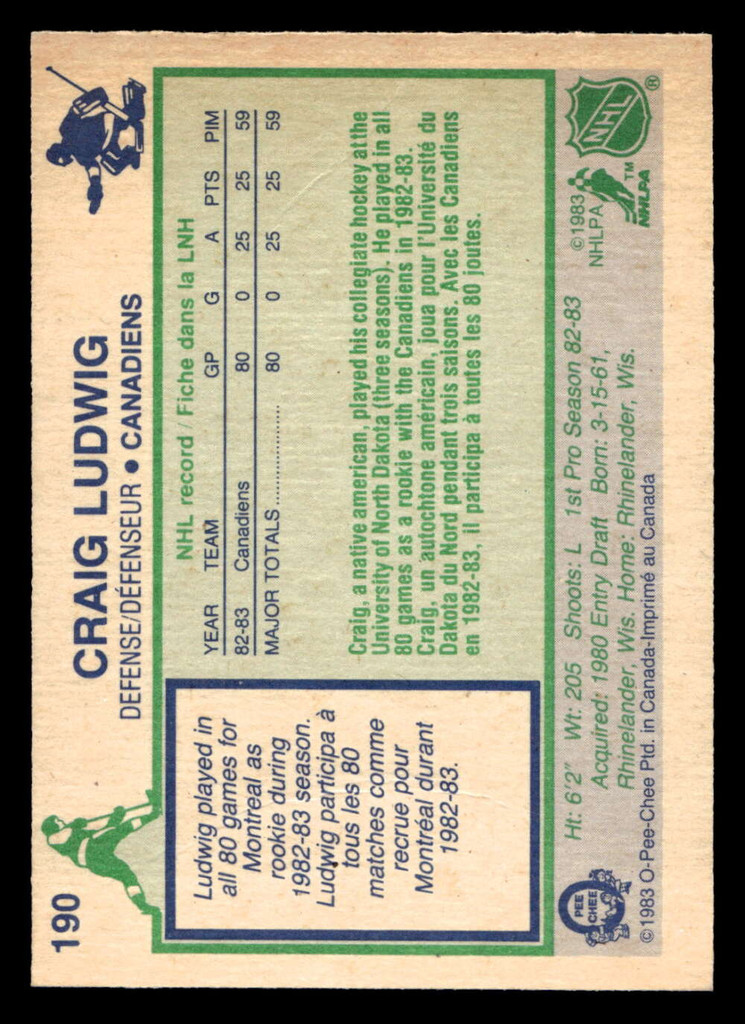 190
CRAIG LUDWIG
DEFENSE/DÉFENSEUR • CANADIENS
Ludwig played in
all 80 games for
Montreal as
rookie during
1982-83 season.
Ludwig participa à
tous les 80
matches comme
recrue pour
Montréal durant
1982-83.
NHL record / Fiche dans la LNH
YEAR TEAM GP G A PTS PIM
82-83 Canadiens 80 0 25 25 59
MAJOR TOTALS.................... 80 0 25 25 59
Craig, a native american, played his collegiate hockey at the
University of North Dakota (three seasons). He played in all
80 games as a rookie with the Canadiens in 1982-83.
Craig, un autochtone américain, joua pour l'Université du
Dakota du Nord pendant trois saisons. Avec les Canadiens
en 1982-83, il participa à toutes les 80 joutes.
Ht: 6'2" Wt: 205 Shoots: L 1st Pro Season 82-83
Acquired: 1980 Entry Draft Born: 3-15-61,
Rhinelander, Wis. Home: Rhinelander, Wis.
©1983 O-Pee-Chee Ptd. in Canada-Imprimé au Canada
O
PEE
CHEE
©1983
NHLPA
TM
NHLPA
NHL
®